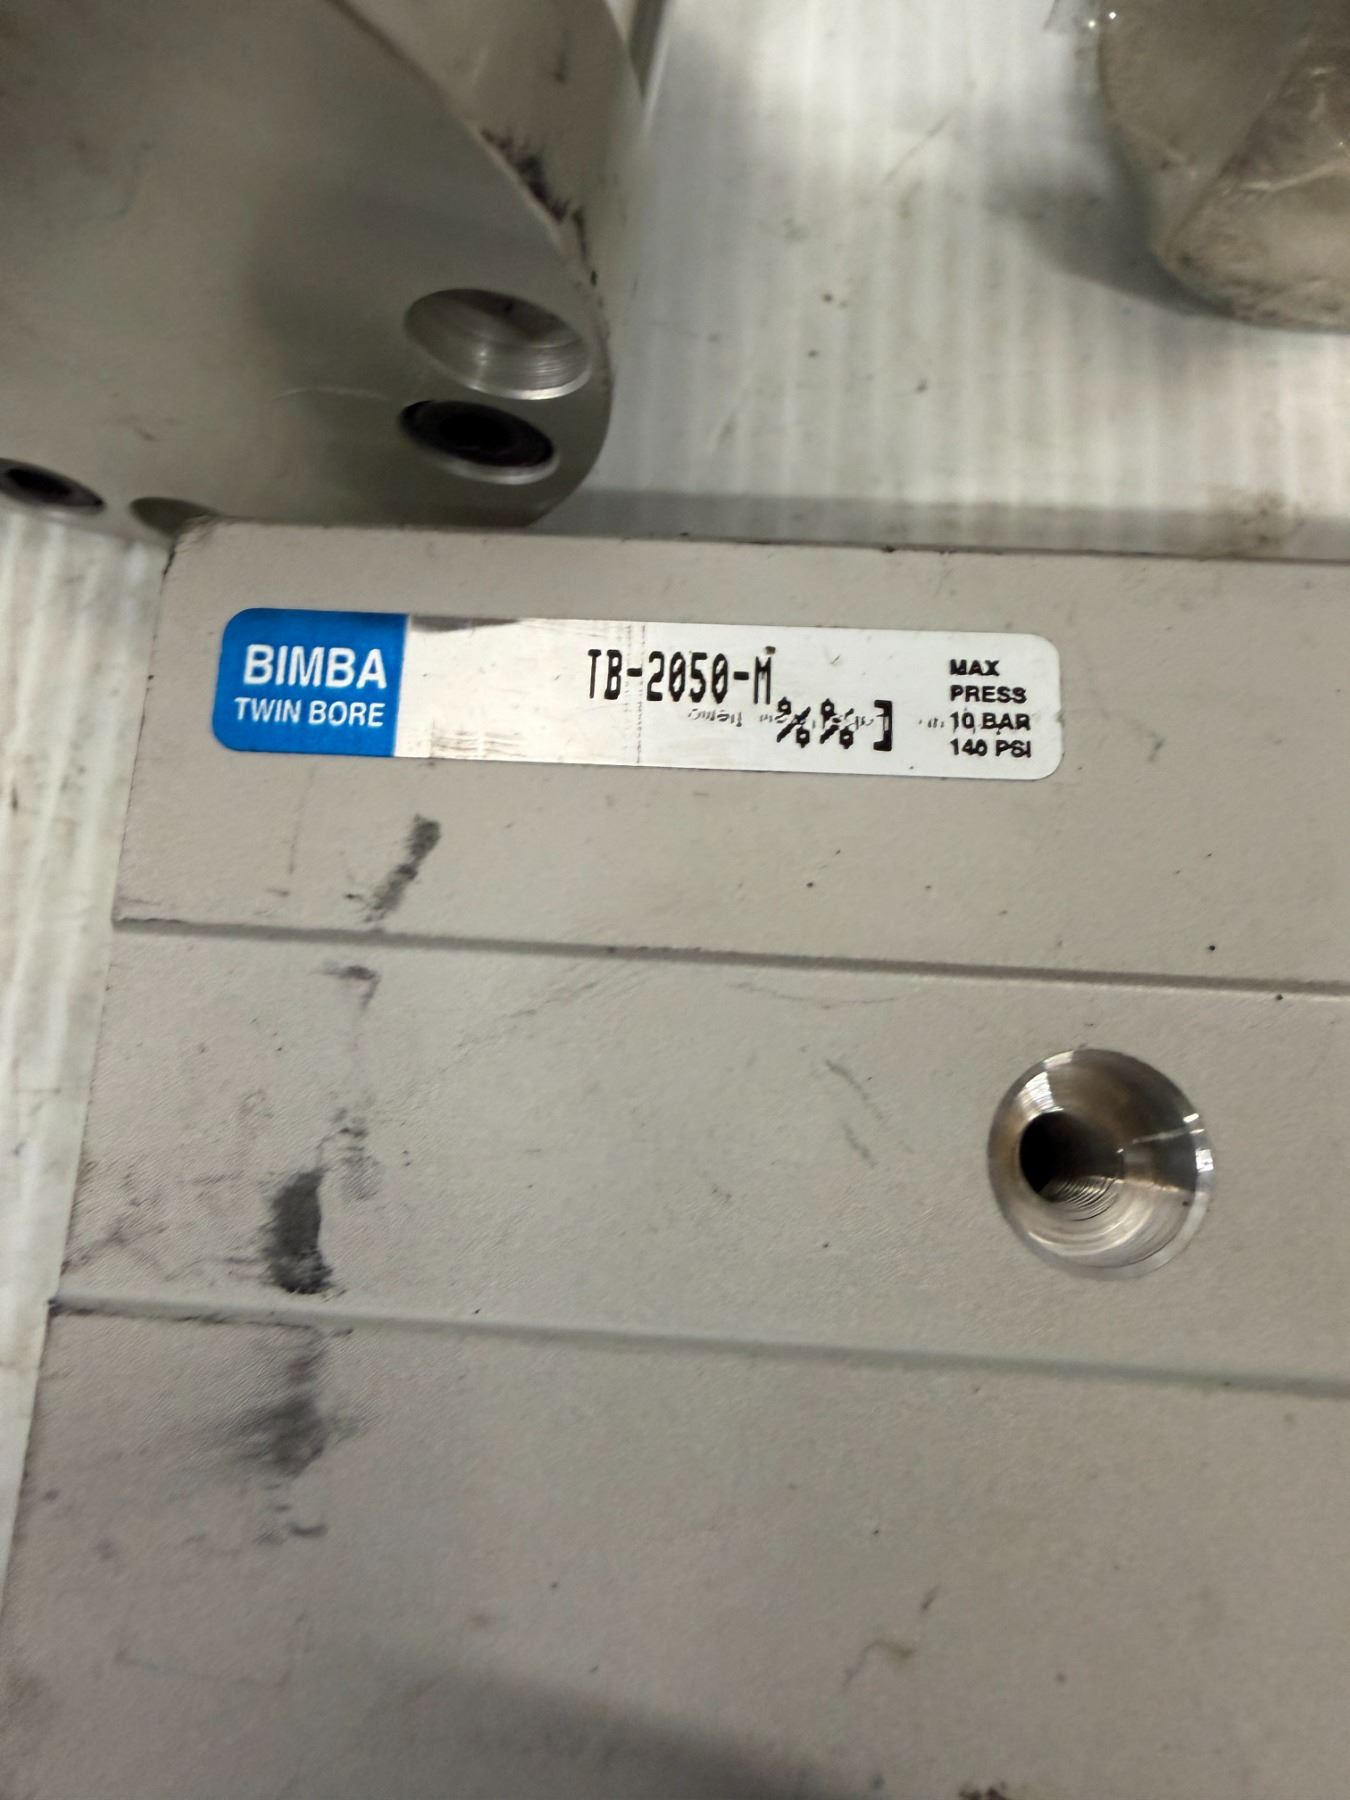 BIMBA
TWIN BORE
TB-2050-M
%%]
MAX
PRESS
10 BAR
140 PSI